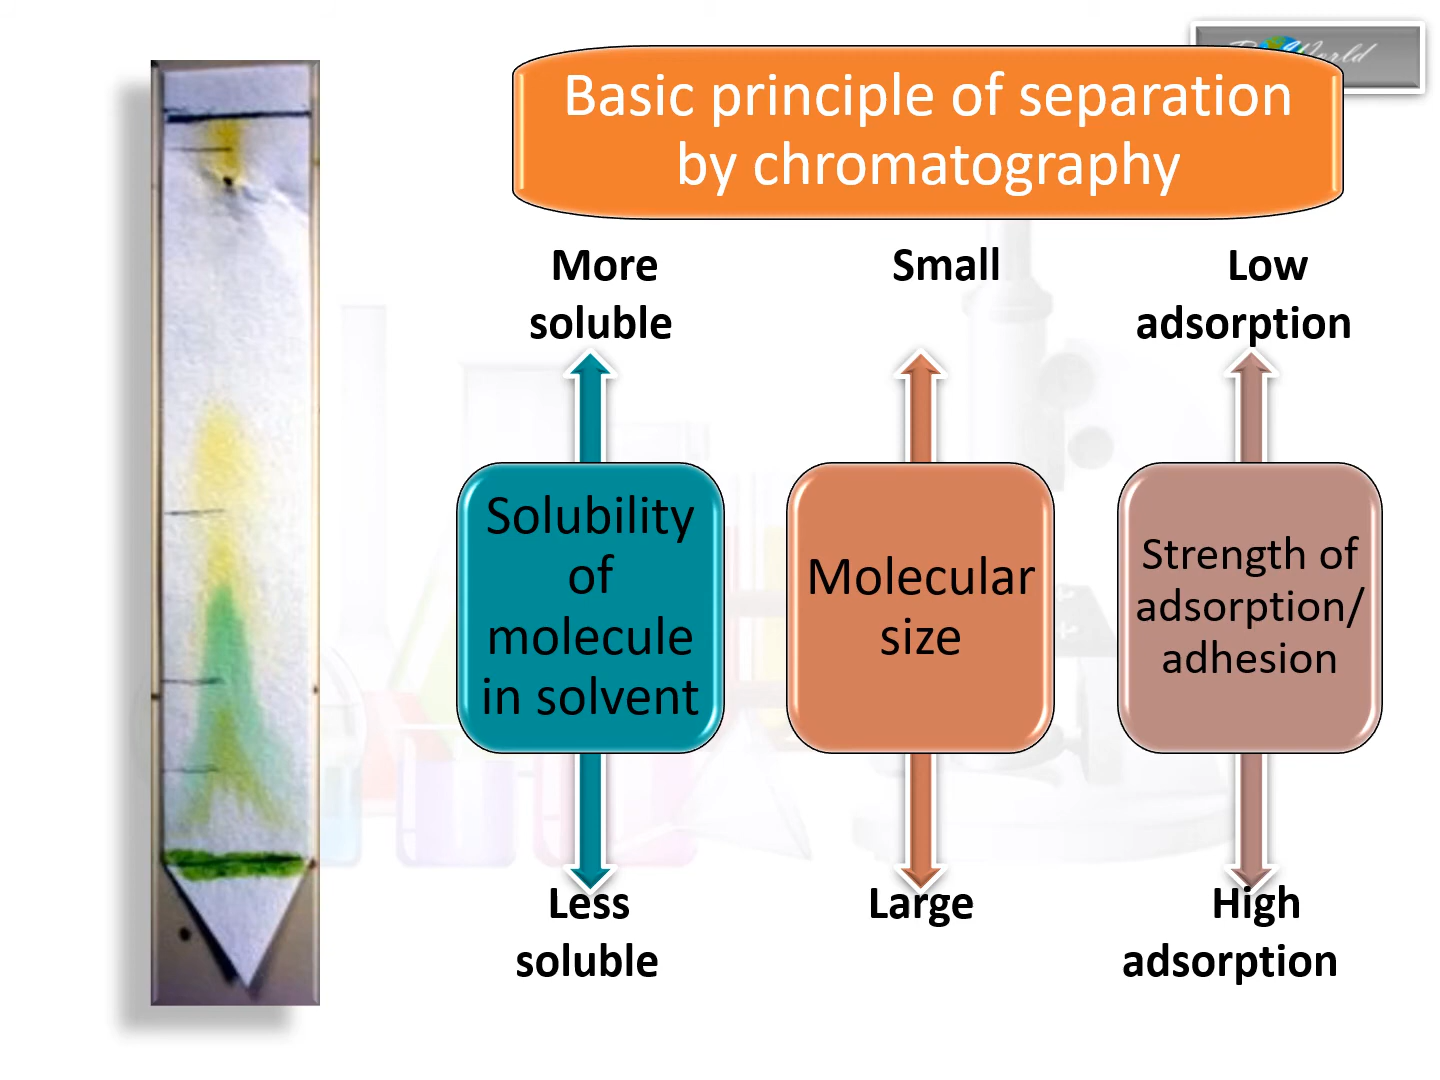 World
Basic principle of separation
by chromatography
More
soluble
Small
Low
adsorption
Solubility
of
molecule
in solvent
Molecular
size
Strength of
adsorption/
adhesion
Less
soluble
Large
High
adsorption